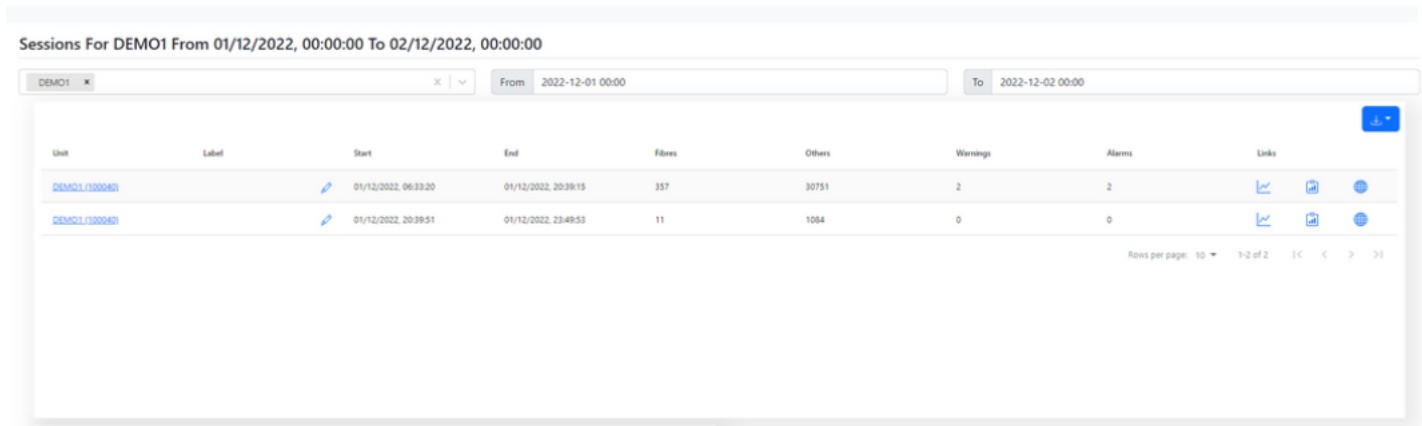 Sessions For DEMO1 From 01/12/2022, 00:00:00 To 02/12/2022, 00:00:00
DEMO1 × × From 2022-12-01 00:00 To 2022-12-02 00:00
Unit Label Start End Fibres Others Warnings Alarms Links
DEMO1 (100040) 01/12/2022, 06:33:20 01/12/2022, 20:39:15 357 30751 2 2
DEMO1 (100040) 01/12/2022, 20:39:51 01/12/2022, 23:49:53 11 1084 0 0
Rows per page: 10 1-2 of 2